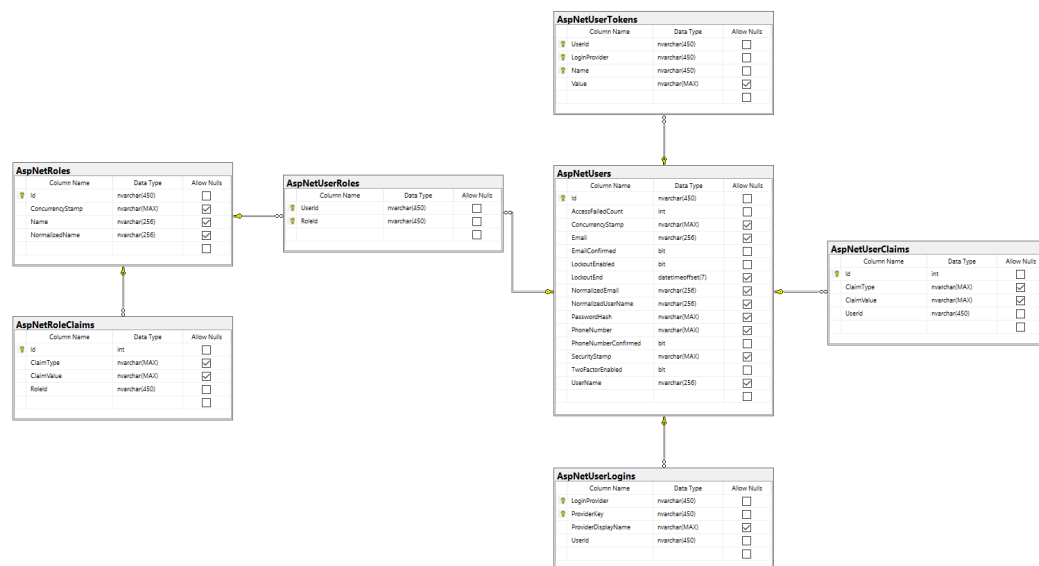 AspNetUserTokens
Column Name Data Type Allow Nulls
UserId nvarchar(450)
LoginProvider nvarchar(450)
Name nvarchar(450)
Value nvarchar(MAX)
AspNetRoles
Column Name Data Type Allow Nulls
Id nvarchar(450)
ConcurrencyStamp nvarchar(MAX)
Name nvarchar(256)
NormalizedName nvarchar(256)
AspNetUserRoles
Column Name Data Type Allow Nulls
UserId nvarchar(450)
RoleId nvarchar(450)
AspNetUsers
Column Name Data Type Allow Nulls
Id nvarchar(450)
AccessFailedCount int
ConcurrencyStamp nvarchar(MAX)
Email nvarchar(256)
EmailConfirmed bit
LockoutEnabled bit
LockoutEnd datetimeoffset(7)
NormalizedEmail nvarchar(256)
NormalizedUserName nvarchar(256)
PasswordHash nvarchar(MAX)
PhoneNumber nvarchar(MAX)
PhoneNumberConfirmed bit
SecurityStamp nvarchar(MAX)
TwoFactorEnabled bit
UserName nvarchar(256)
AspNetUserClaims
Column Name Data Type Allow Nulls
Id int
ClaimType nvarchar(MAX)
ClaimValue nvarchar(MAX)
UserId nvarchar(450)
AspNetRoleClaims
Column Name Data Type Allow Nulls
Id int
ClaimType nvarchar(MAX)
ClaimValue nvarchar(MAX)
RoleId nvarchar(450)
AspNetUserLogins
Column Name Data Type Allow Nulls
LoginProvider nvarchar(450)
ProviderKey nvarchar(450)
ProviderDisplayName nvarchar(MAX)
UserId nvarchar(450)